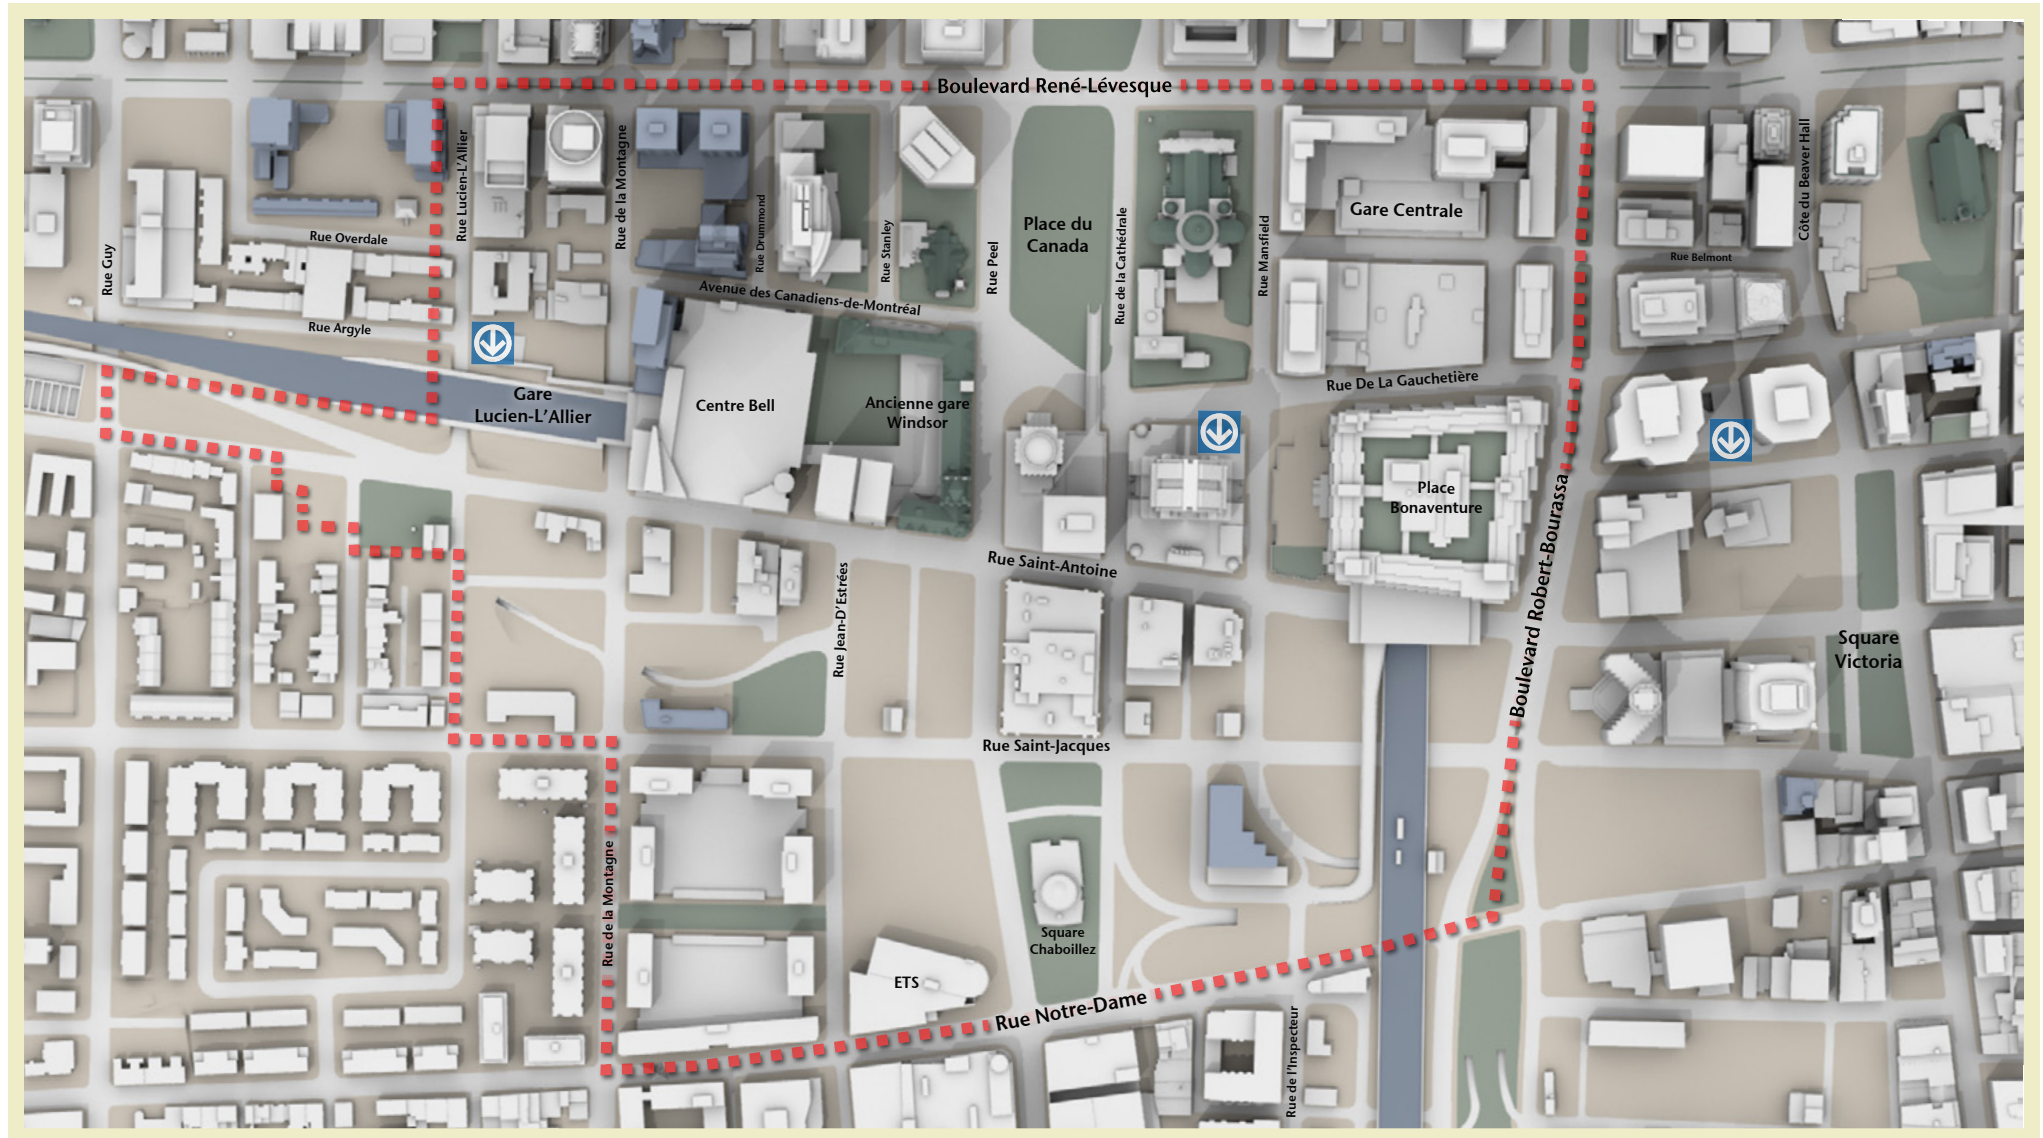 Boulevard René-Lévesque
Rue Lucien-L'Allier
Rue de la Montagne
Côte du Beaver Hall
Rue Drummond
Rue Stanley
Rue Peel
Place du
Canada
Rue de la Cathédrale
Rue Mansfield
Gare Centrale
Rue Guy
Rue Overdale
Rue Belmont
Avenue des Canadiens-de-Montréal
Rue Argyle
Gare
Lucien-L'Allier
Centre Bell
Ancienne gare
Windsor
Rue De La Gauchetière
Place
Bonaventure
Boulevard Robert-Bourassa
Rue Saint-Antoine
Rue Jean-D'Estrées
Square
Victoria
Rue Saint-Jacques
Rue de la Montagne
Square
Chaboillez
ETS
Rue Notre-Dame
Rue de l'Inspecteur